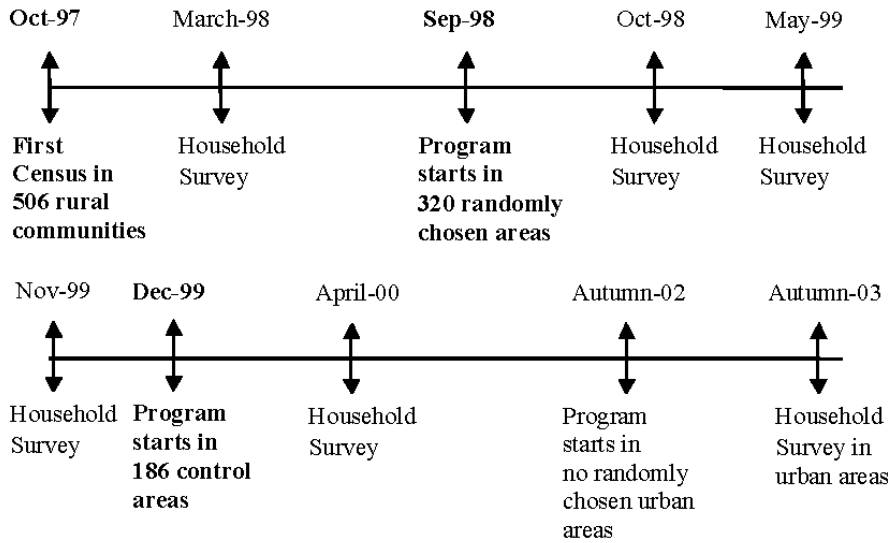 Oct-97
March-98
Sep-98
Oct-98
May-99
First
Census in
506 rural
communities
Household
Survey
Program
starts in
320 randomly
chosen areas
Household
Survey
Household
Survey
Nov-99
Dec-99
April-00
Autumn-02
Autumn-03
Household
Survey
Program
starts in
186 control
areas
Household
Survey
Program
starts in
no randomly
chosen urban
areas
Household
Survey in
urban areas